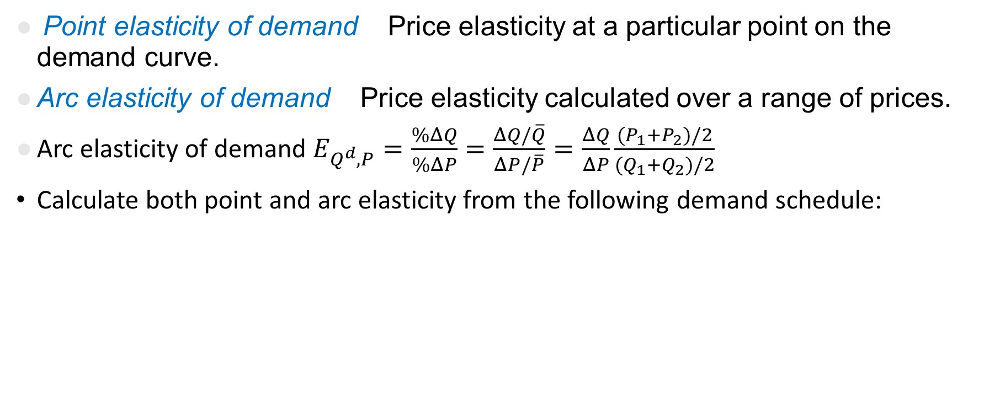 ● Point elasticity of demand Price elasticity at a particular point on the
demand curve.
● Arc elasticity of demand Price elasticity calculated over a range of prices.
● Arc elasticity of demand $E_{Q^d,P} = \frac{\%\Delta Q}{\%\Delta P} = \frac{\Delta Q/\bar{Q}}{\Delta P/\bar{P}} = \frac{\Delta Q}{\Delta P} \frac{(P_1+P_2)/2}{(Q_1+Q_2)/2}$
• Calculate both point and arc elasticity from the following demand schedule: